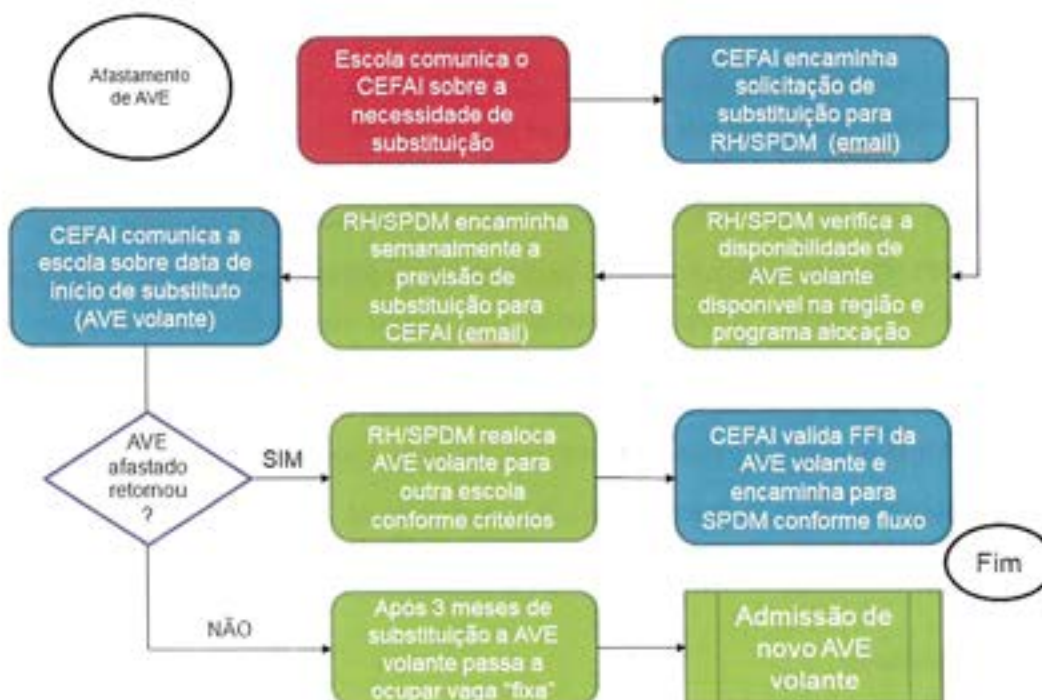 Afastamento
de AVE
Escola comunica o
CEFAI sobre a
necessidade de
substituição
CEFAI encaminha
solicitação de
substituição para
RH/SPDM (email)
CEFAI comunica a
escola sobre data de
início de substituto
(AVE volante)
RH/SPDM encaminha
semanalmente a
previsão de
substituição para
CEFAI (email)
RH/SPDM verifica a
disponibilidade de
AVE volante
disponível na região e
programa alocação
AVE
afastado
retornou
?
SIM
RH/SPDM realoca
AVE volante para
outra escola
conforme critérios
CEFAI valida FFI da
AVE volante e
encaminha para
SPDM conforme fluxo
Fim
NÃO
Após 3 meses de
substituição a AVE
volante passa a
ocupar vaga "fixa"
Admissão de
novo AVE
volante